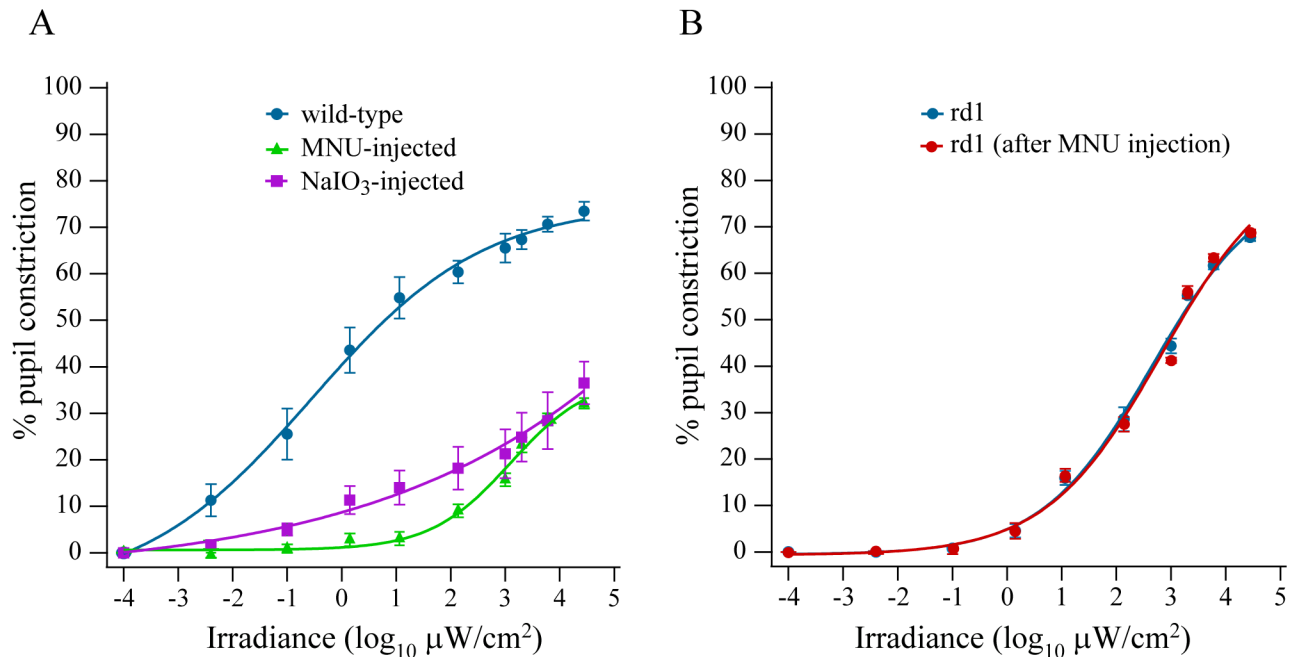 A
% pupil constriction
100
90
80
70
60
50
40
30
20
10
0
wild-type
MNU-injected
NaIO₃-injected
-4 -3 -2 -1 0 1 2 3 4 5
Irradiance (log₁₀ μW/cm²)
B
% pupil constriction
100
90
80
70
60
50
40
30
20
10
0
rd1
rd1 (after MNU injection)
-4 -3 -2 -1 0 1 2 3 4 5
Irradiance (log₁₀ μW/cm²)